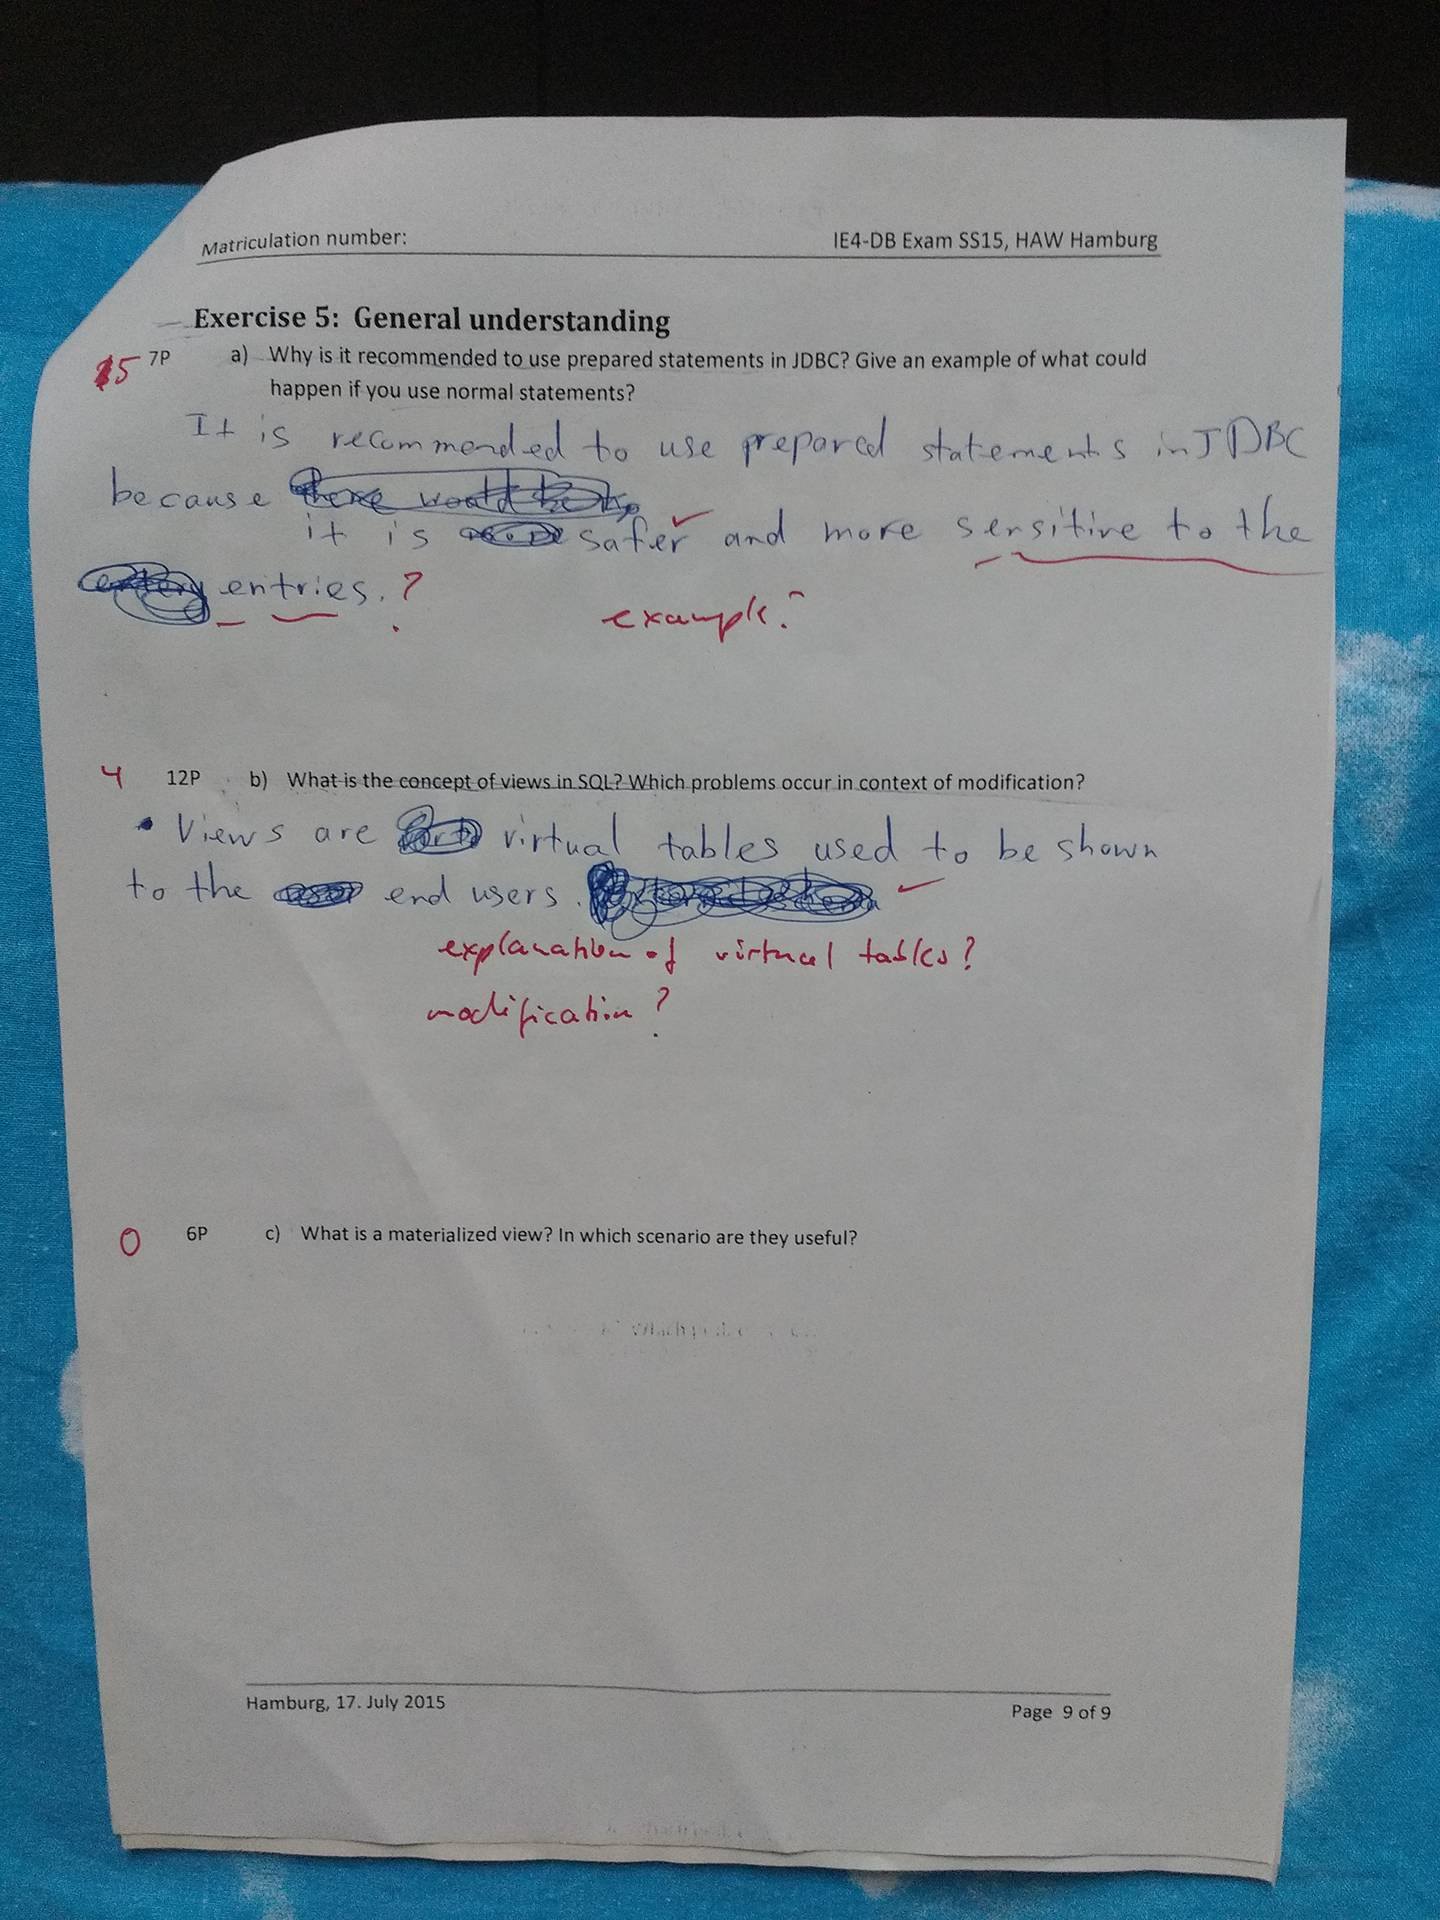 Matriculation number: IE4-DB Exam SS15, HAW Hamburg
Exercise 5: General understanding
5 7P a) Why is it recommended to use prepared statements in JDBC? Give an example of what could
happen if you use normal statements?
It is recommended to use prepared statements in JDBC
because
it is safer and more sensitive to the
entries. ?
example?
4 12P b) What is the concept of views in SQL? Which problems occur in context of modification?
• Views are virtual tables used to be shown
to the end users.
explanation of virtual tables?
modification?
0 6P c) What is a materialized view? In which scenario are they useful?
Hamburg, 17. July 2015 Page 9 of 9